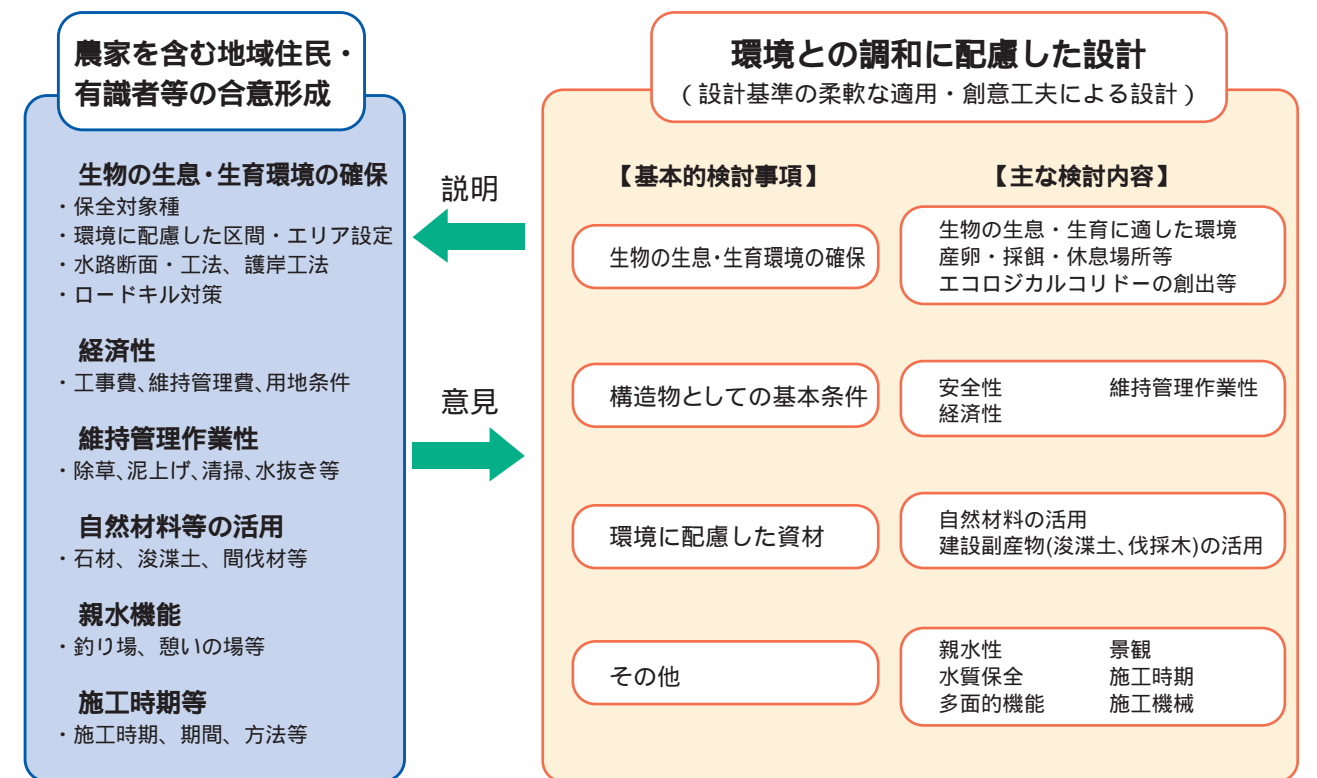 農家を含む地域住民・
有識者等の合意形成
生物の生息・生育環境の確保
・保全対象種
・環境に配慮した区間・エリア設定
・水路断面・工法、護岸工法
・ロードキル対策
経済性
・工事費、維持管理費、用地条件
維持管理作業性
・除草、泥上げ、清掃、水抜き等
自然材料等の活用
・石材、浚渫土、間伐材等
親水機能
・釣り場、憩いの場等
施工時期等
・施工時期、期間、方法等
説明
意見
環境との調和に配慮した設計
(設計基準の柔軟な適用・創意工夫による設計)
【基本的検討事項】
【主な検討内容】
生物の生息・生育環境の確保
生物の生息・生育に適した環境
産卵・採餌・休息場所等
エコロジカルコリドーの創出等
構造物としての基本条件
安全性 維持管理作業性
経済性
環境に配慮した資材
自然材料の活用
建設副産物(浚渫土、伐採木)の活用
その他
親水性 景観
水質保全 施工時期
多面的機能 施工機械